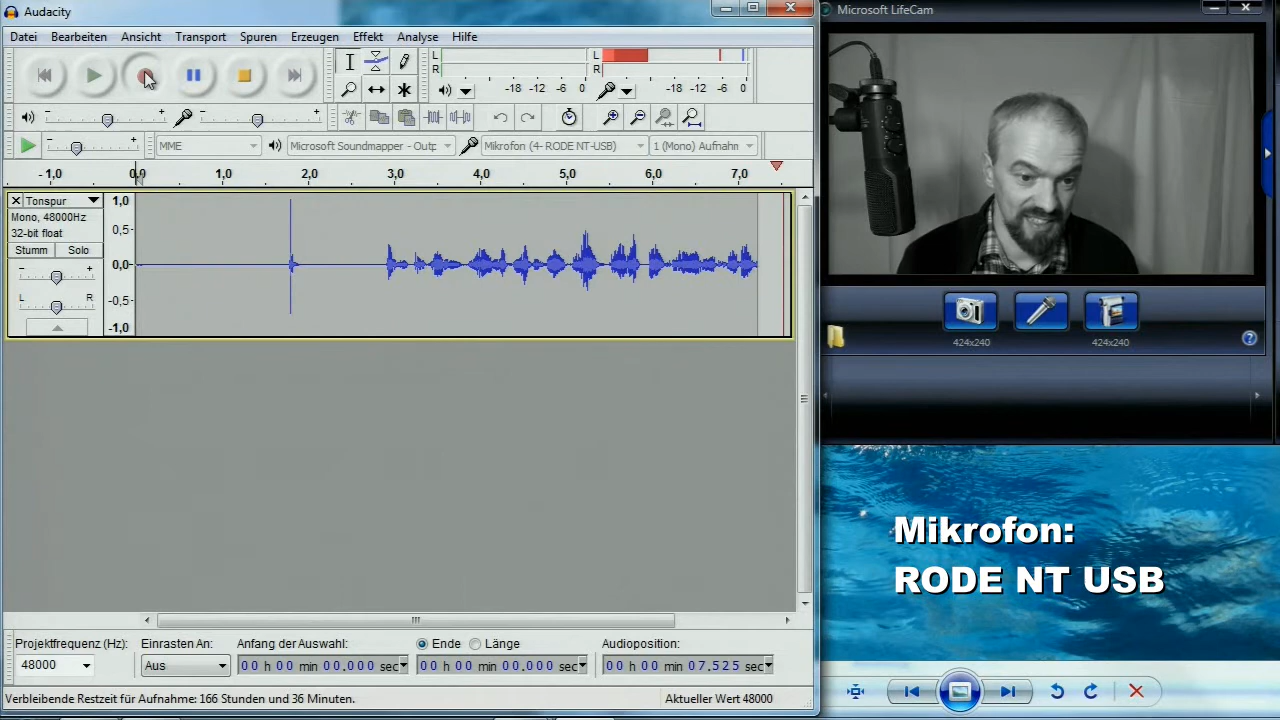 Audacity
Datei Bearbeiten Ansicht Transport Spuren Erzeugen Effekt Analyse Hilfe
L
R
-18 -12 -6 0
L
R
-18 -12 -6 0
MME
Microsoft Soundmapper - Outp
Mikrofon (4- RODE NT-USB)
1 (Mono) Aufnahm
-1,0 0,0 1,0 2,0 3,0 4,0 5,0 6,0 7,0
Tonspur
Mono, 48000Hz
32-bit float
Stumm Solo
- +
L R
1,0
0,5
0,0
-0,5
-1,0
Projektfrequenz (Hz): Einrasten An: Anfang der Auswahl: Ende Länge Audioposition:
48000 Aus 00 h 00 min 00.000 sec 00 h 00 min 00.000 sec 00 h 00 min 07.525 sec
Verbleibende Restzeit für Aufnahme: 166 Stunden und 36 Minuten. Aktueller Wert 48000
Microsoft LifeCam
424x240 424x240
Mikrofon:
RODE NT USB